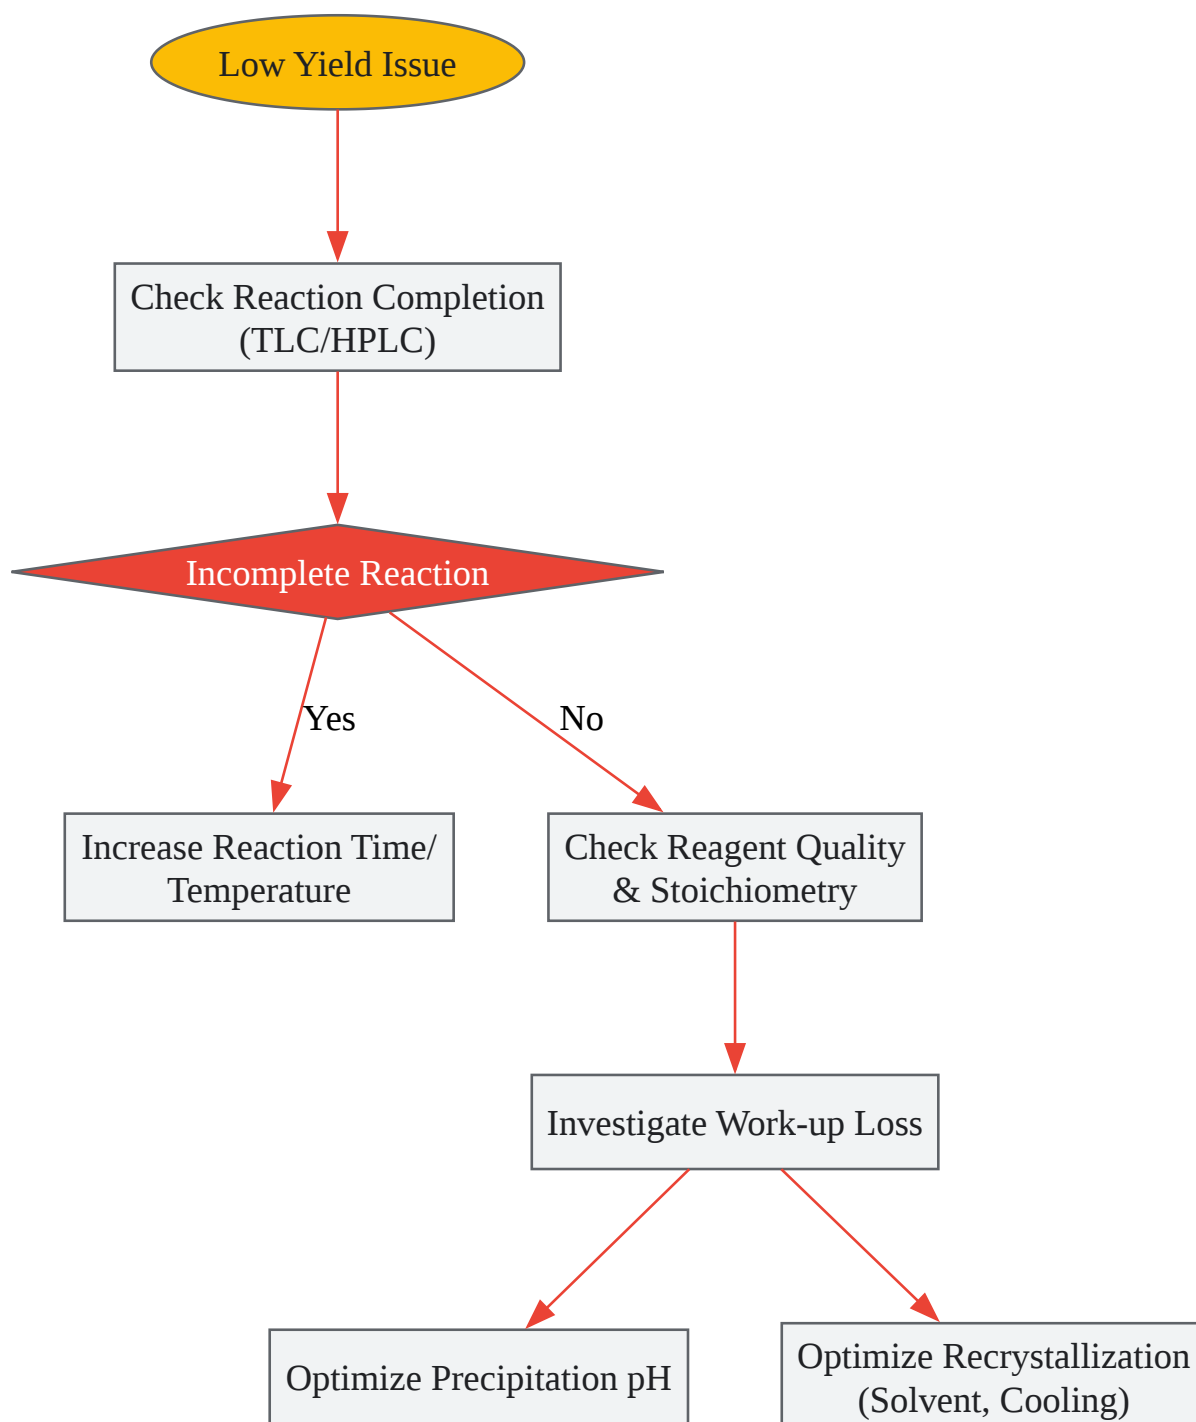 Low Yield Issue
Check Reaction Completion
(TLC/HPLC)
Incomplete Reaction
Yes
No
Increase Reaction Time/
Temperature
Check Reagent Quality
& Stoichiometry
Investigate Work-up Loss
Optimize Precipitation pH
Optimize Recrystallization
(Solvent, Cooling)